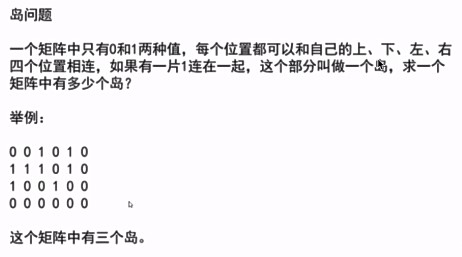 岛问题
一个矩阵中只有0和1两种值，每个位置都可以和自己的上、下、左、右
四个位置相连，如果有一片1连在一起，这个部分叫做一个岛，求一个
矩阵中有多少个岛？
举例：
0 0 1 0 1 0
1 1 1 0 1 0
1 0 0 1 0 0
0 0 0 0 0 0
这个矩阵中有三个岛。